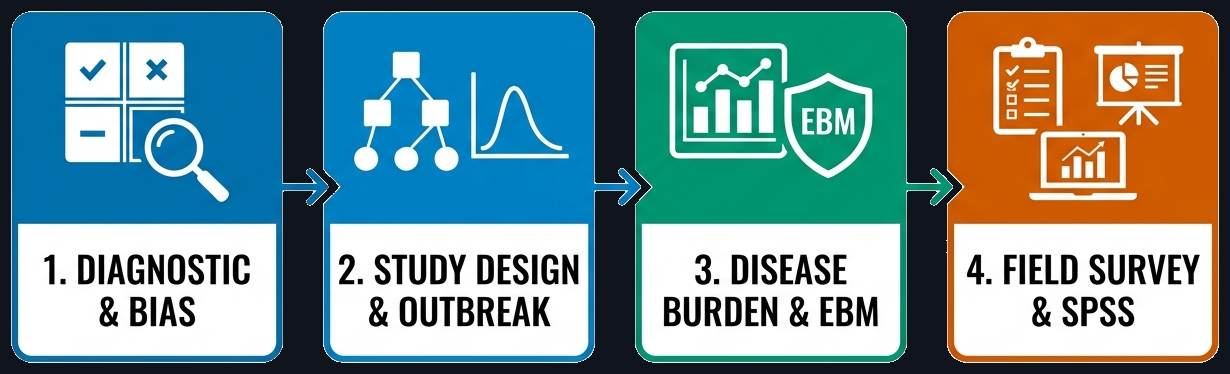 1. DIAGNOSTIC
& BIAS
2. STUDY DESIGN
& OUTBREAK
EBM
3. DISEASE
BURDEN & EBM
4. FIELD SURVEY
& SPSS